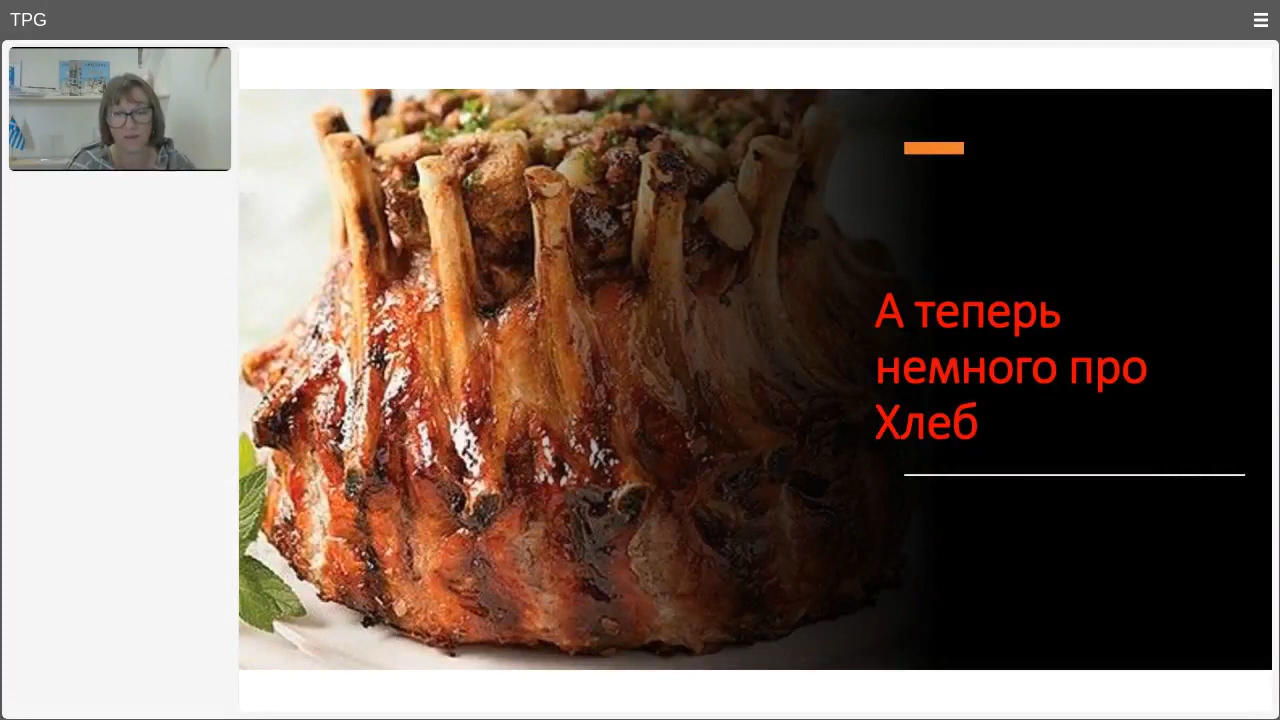 TPG
А теперь
немного про
Хлеб